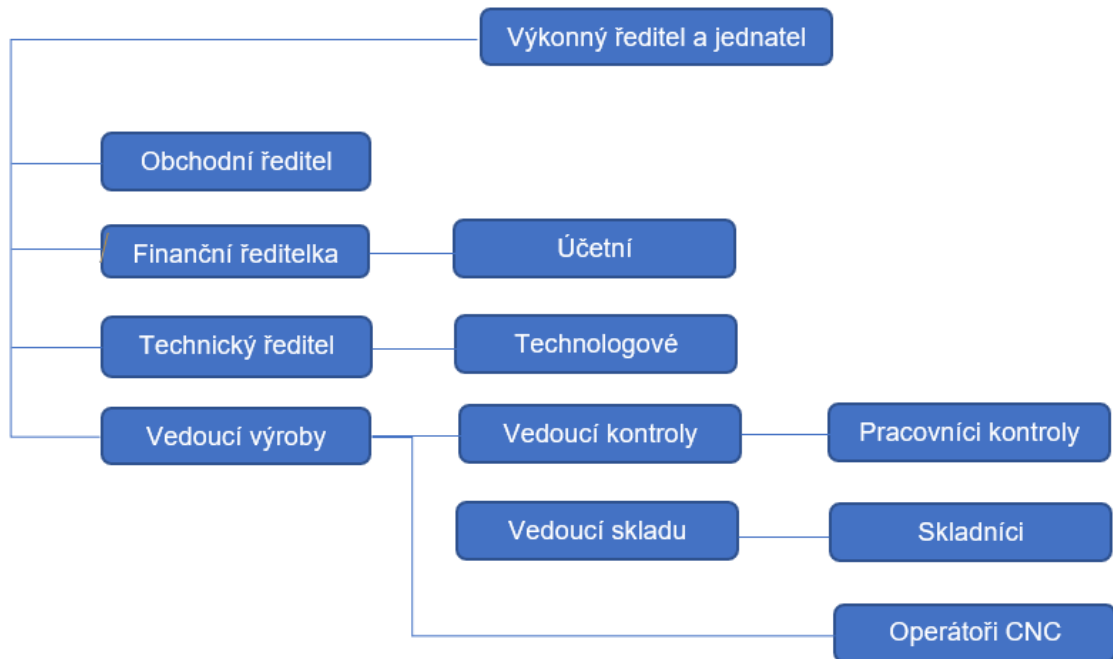 Výkonný ředitel a jednatel
Obchodní ředitel
Finanční ředitelka
Účetní
Technický ředitel
Technologové
Vedoucí výroby
Vedoucí kontroly
Pracovníci kontroly
Vedoucí skladu
Skladníci
Operátoři CNC